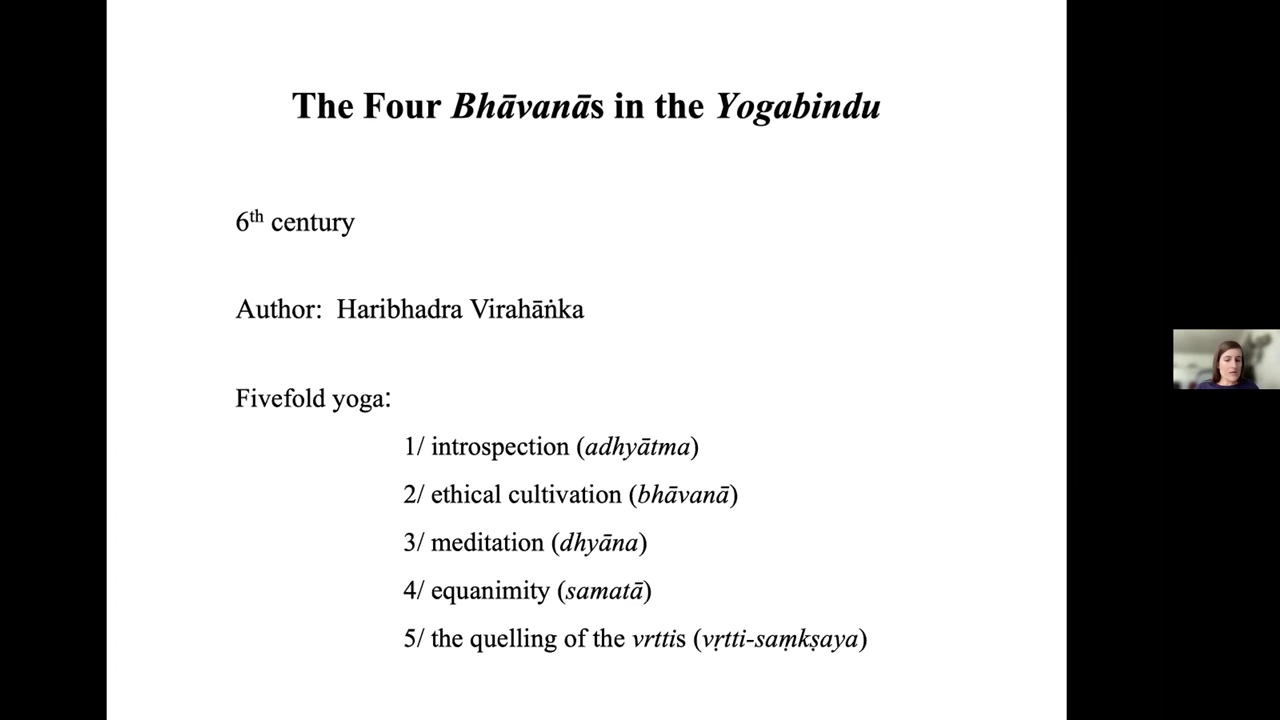 The Four Bhāvanās in the Yogabindu
6th century
Author: Haribhadra Virahāṅka
Fivefold yoga:
1/ introspection (adhyātma)
2/ ethical cultivation (bhāvanā)
3/ meditation (dhyāna)
4/ equanimity (samatā)
5/ the quelling of the vrttis (vṛtti-saṃkṣaya)